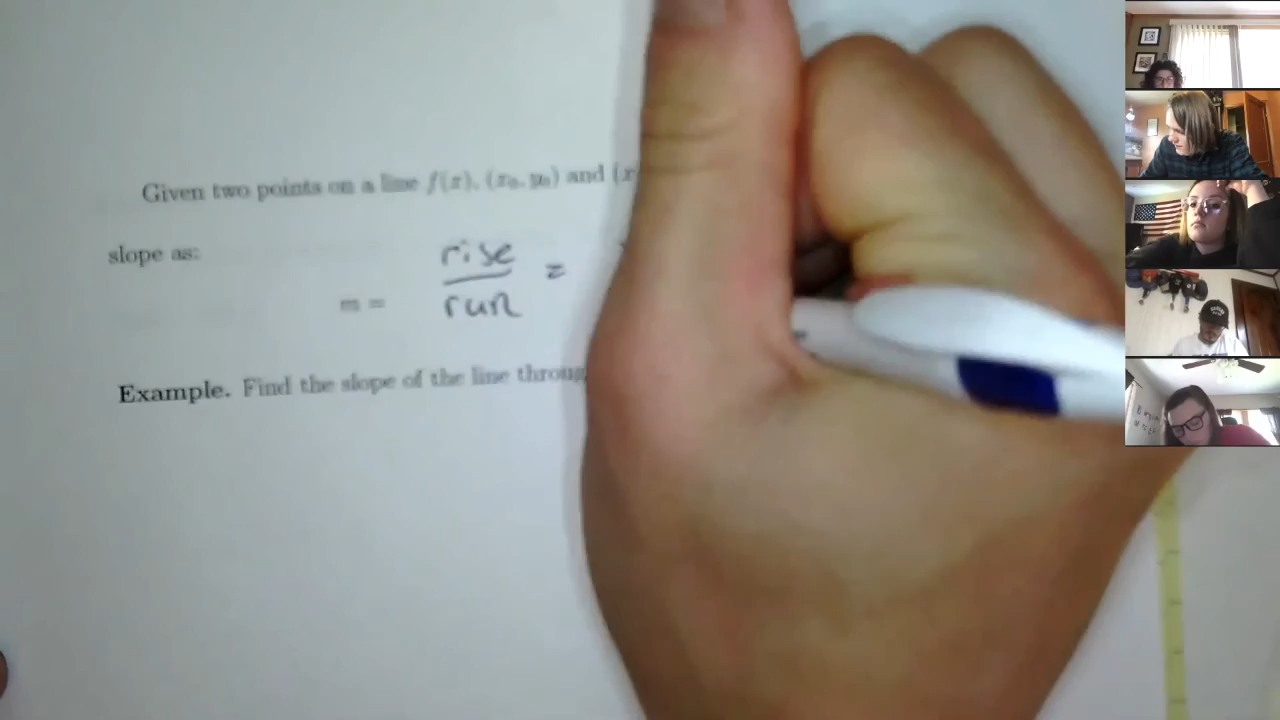 Given two points on a line f(x), (x₀, y₀) and (x
slope as:
m = rise/run =
Example. Find the slope of the line throug